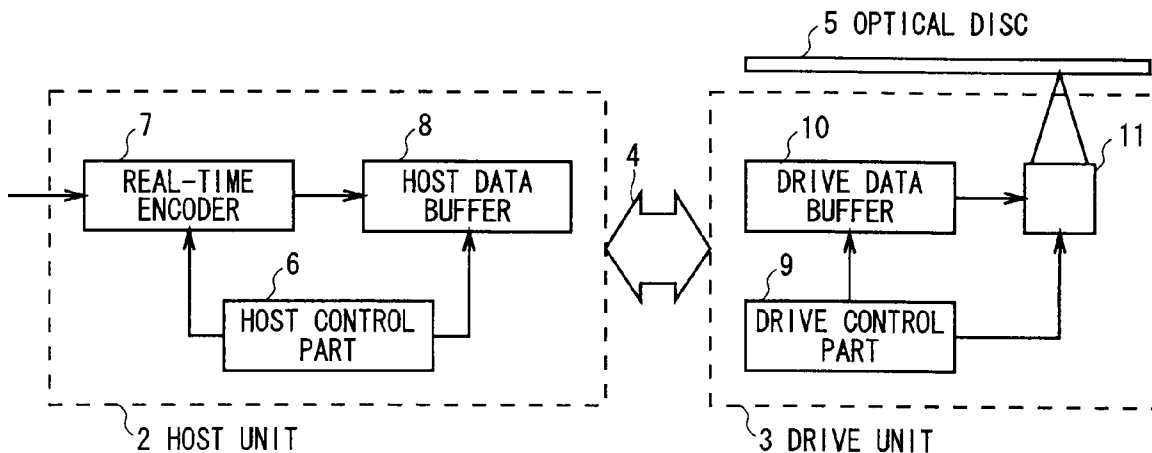 5 OPTICAL DISC
7
8
4
10
11
REAL-TIME
ENCODER
HOST DATA
BUFFER
DRIVE DATA
BUFFER
6
9
HOST CONTROL
PART
DRIVE CONTROL
PART
2 HOST UNIT
3 DRIVE UNIT